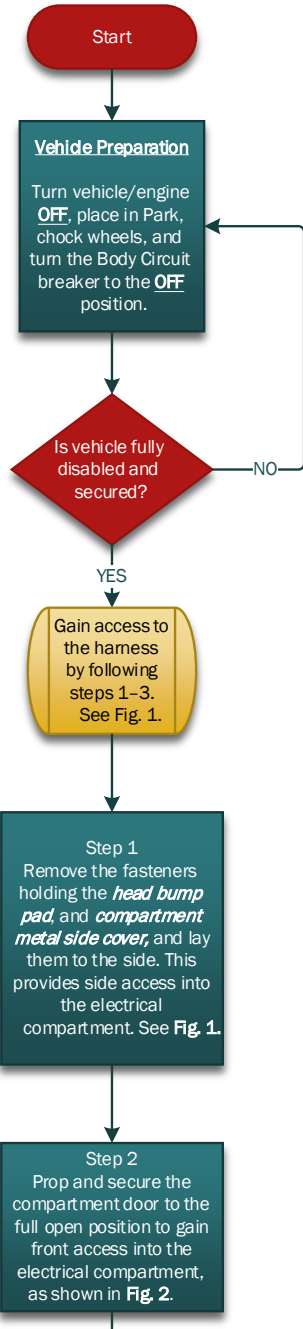 Start
Vehicle Preparation
Turn vehicle/engine
OFF, place in Park,
chock wheels, and
turn the Body Circuit
breaker to the OFF
position.
Is vehicle fully
disabled and
secured?
NO
YES
Gain access to
the harness
by following
steps 1–3.
See Fig. 1.
Step 1
Remove the fasteners
holding the head bump
pad, and compartment
metal side cover, and lay
them to the side. This
provides side access into
the electrical
compartment. See Fig. 1.
Step 2
Prop and secure the
compartment door to the
full open position to gain
front access into the
electrical compartment,
as shown in Fig. 2.